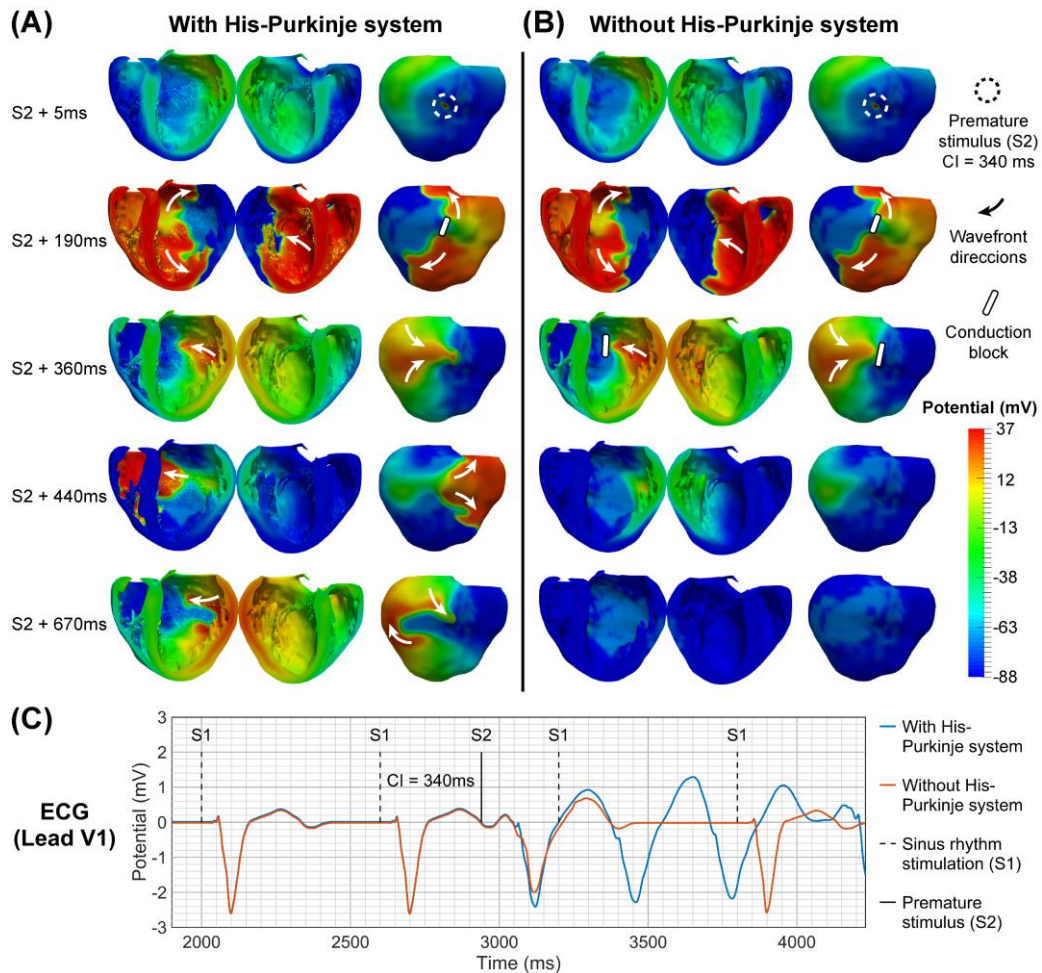 (A) With His-Purkinje system
(B) Without His-Purkinje system
S2 + 5ms
S2 + 190ms
S2 + 360ms
S2 + 440ms
S2 + 670ms
Premature
stimulus (S2)
CI = 340 ms
Wavefront
direccions
Conduction
block
Potential (mV)
37
12
-13
-38
-63
-88
(C)
ECG
(Lead V1)
Potential (mV)
3
2
1
0
-1
-2
-3
S1
S1
S2
S1
S1
CI = 340ms
2000
2500
3000
3500
4000
Time (ms)
With His-
Purkinje system
Without His-
Purkinje system
Sinus rhythm
stimulation (S1)
Premature
stimulus (S2)